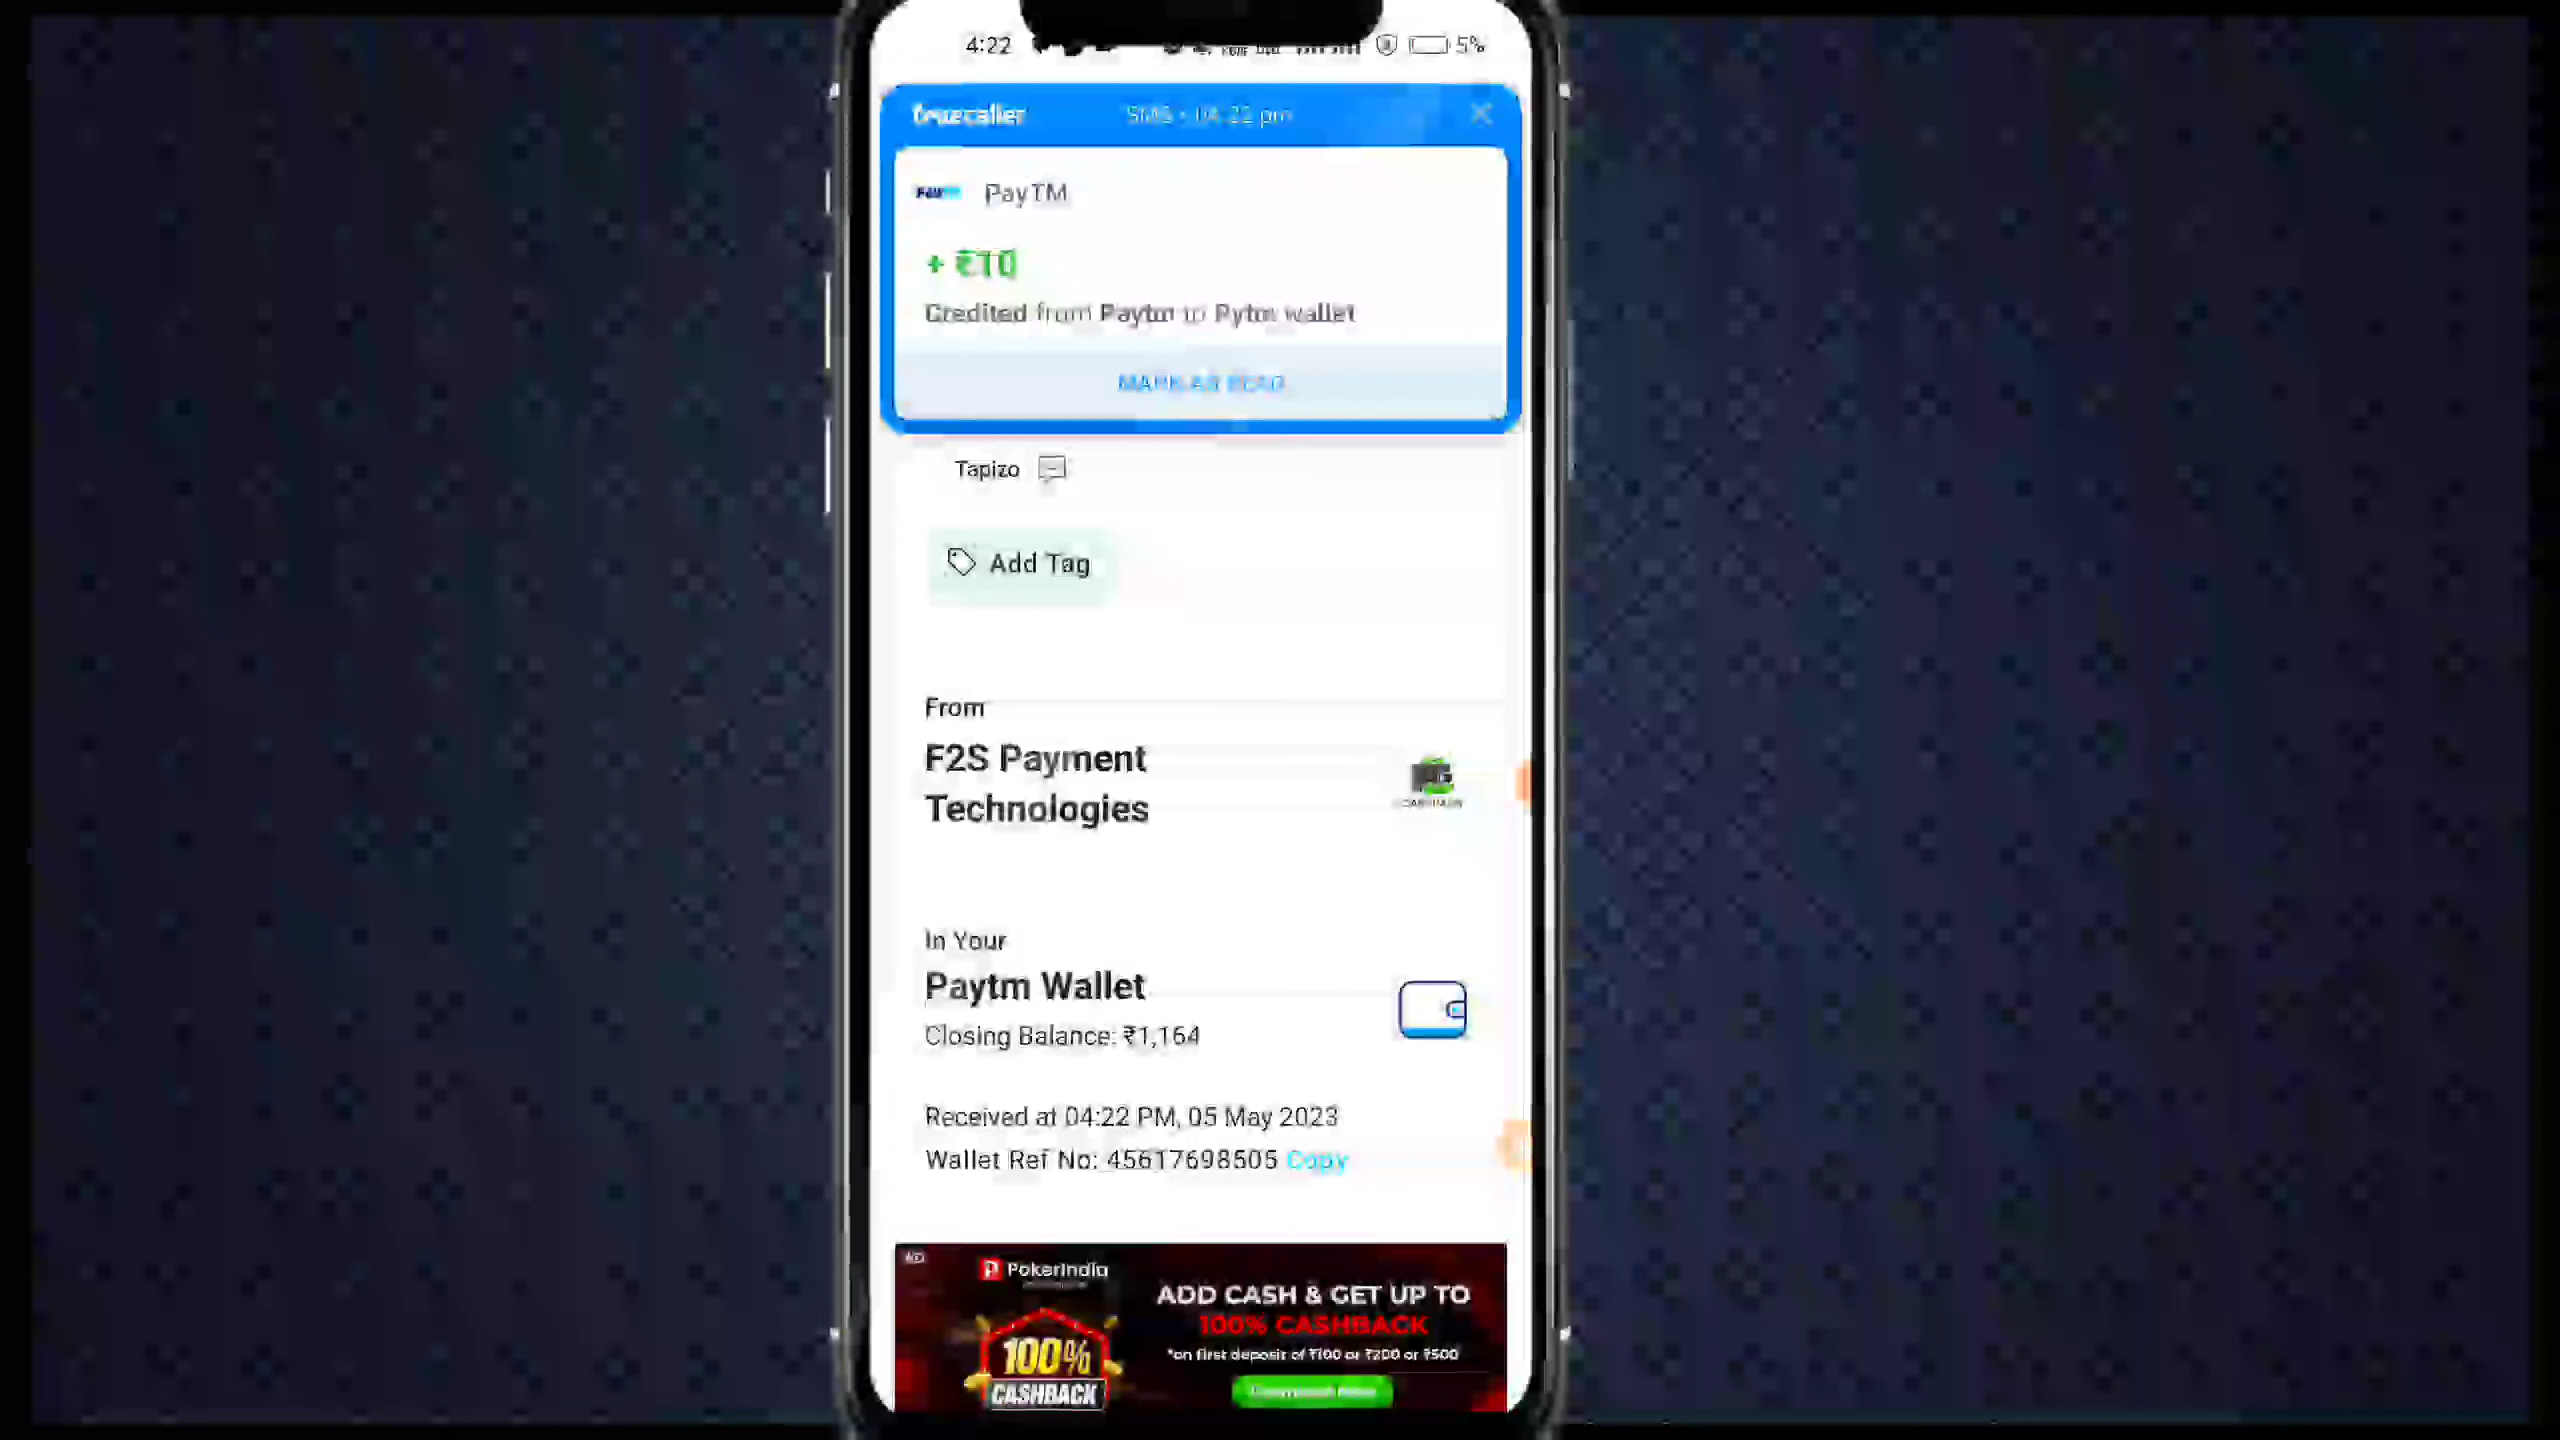 4:22
5%
truecaller SMS • 04:22 pm
PayTM
+ ₹10
Credited from Paytm to Pytm wallet
MARK AS READ
Tapizo
Add Tag
From
F2S Payment
Technologies
In Your
Paytm Wallet
Closing Balance: ₹1,164
Received at 04:22 PM, 05 May 2023
Wallet Ref No: 45617698505 Copy
AD
PokerIndia
ADD CASH & GET UP TO
100% CASHBACK
*on first deposit of ₹100 or ₹200 or ₹500
100%
CASHBACK